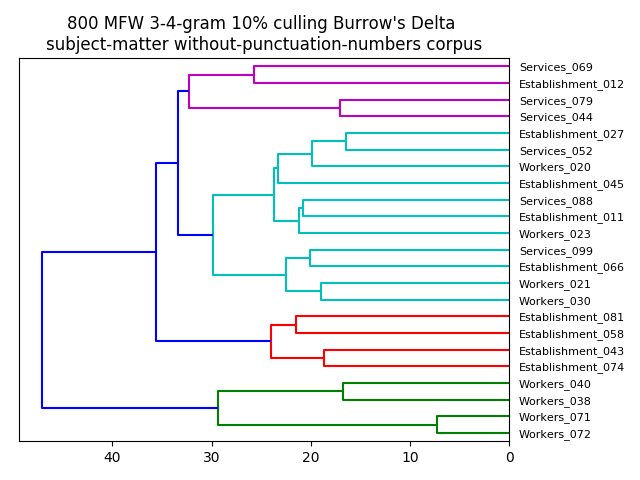 800 MFW 3-4-gram 10% culling Burrow's Delta
subject-matter without-punctuation-numbers corpus
Services_069
Establishment_012
Services_079
Services_044
Establishment_027
Services_052
Workers_020
Establishment_045
Services_088
Establishment_011
Workers_023
Services_099
Establishment_066
Workers_021
Workers_030
Establishment_081
Establishment_058
Establishment_043
Establishment_074
Workers_040
Workers_038
Workers_071
Workers_072
40 30 20 10 0